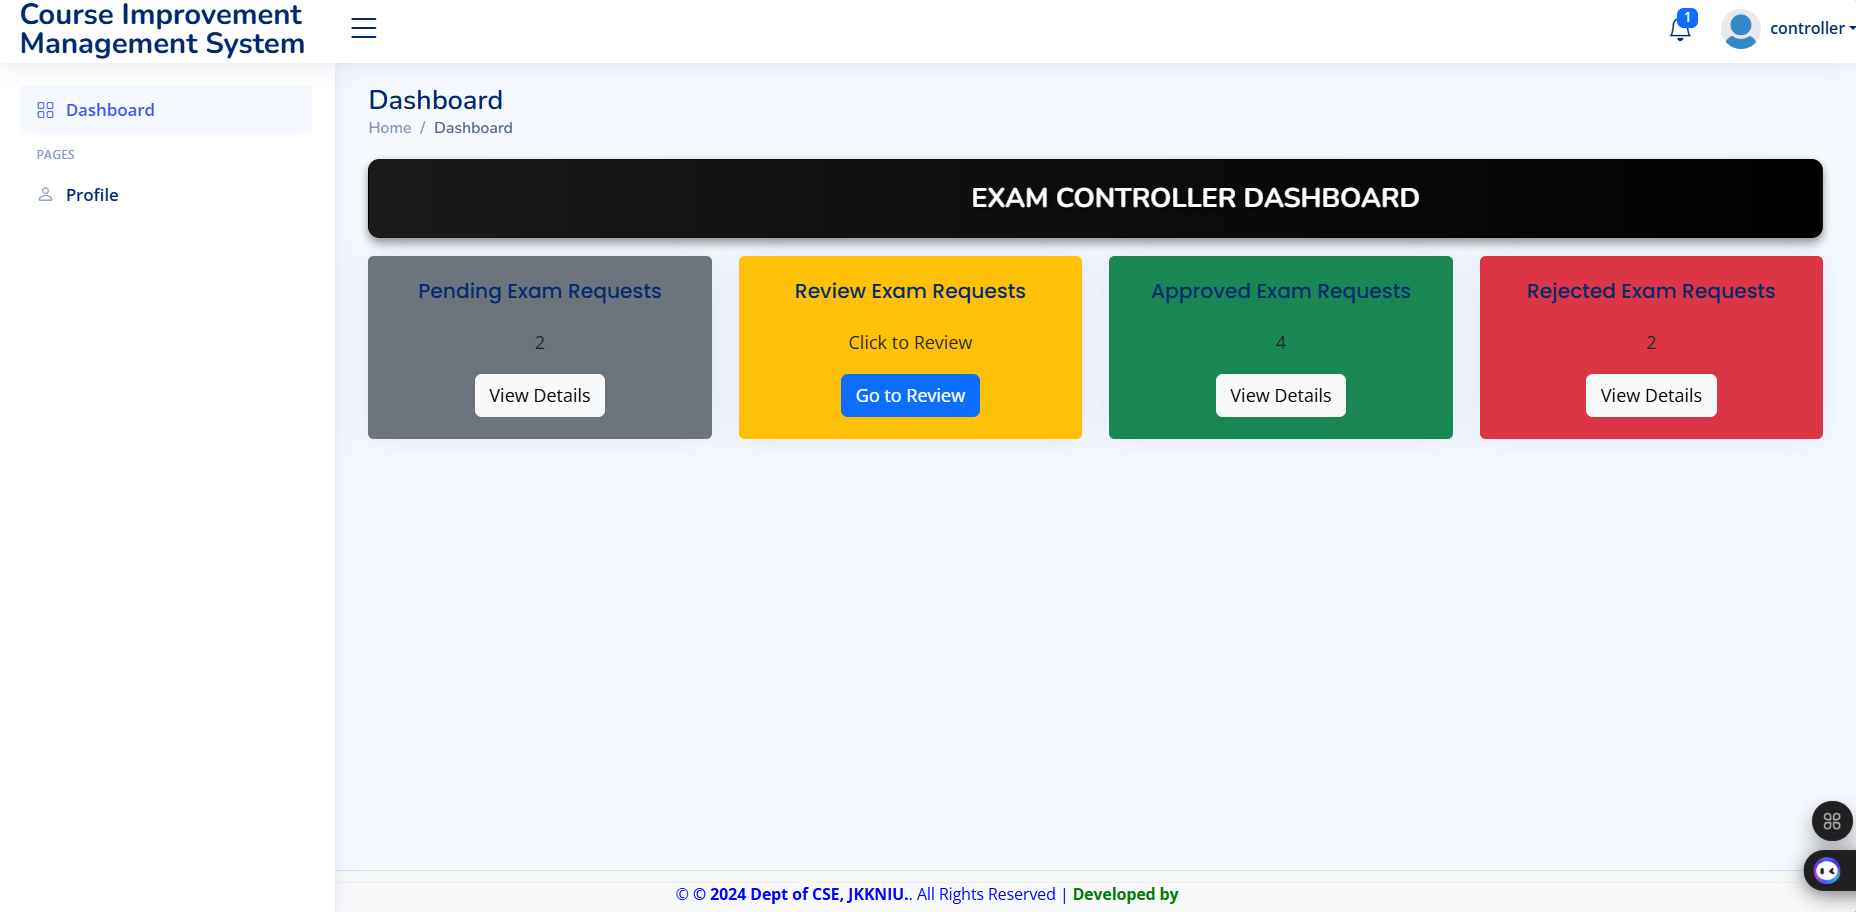 Course Improvement
Management System
1
controller
Dashboard
PAGES
Profile
Dashboard
Home / Dashboard
EXAM CONTROLLER DASHBOARD
Pending Exam Requests
2
View Details
Review Exam Requests
Click to Review
Go to Review
Approved Exam Requests
4
View Details
Rejected Exam Requests
2
View Details
© © 2024 Dept of CSE, JKKNIU.. All Rights Reserved | Developed by